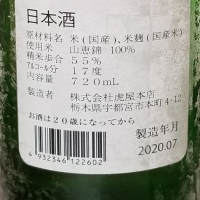 日本酒
原材料名 米(国産)、米麹(国産米)
使用米 山恵錦 100%
精米歩合 55%
アルコール分 17度
内容量 720mL
製造者 株式会社虎屋本店
栃木県宇都宮市本町4-12
お酒は20歳になってから
4932346122602
製造年月
2020.07